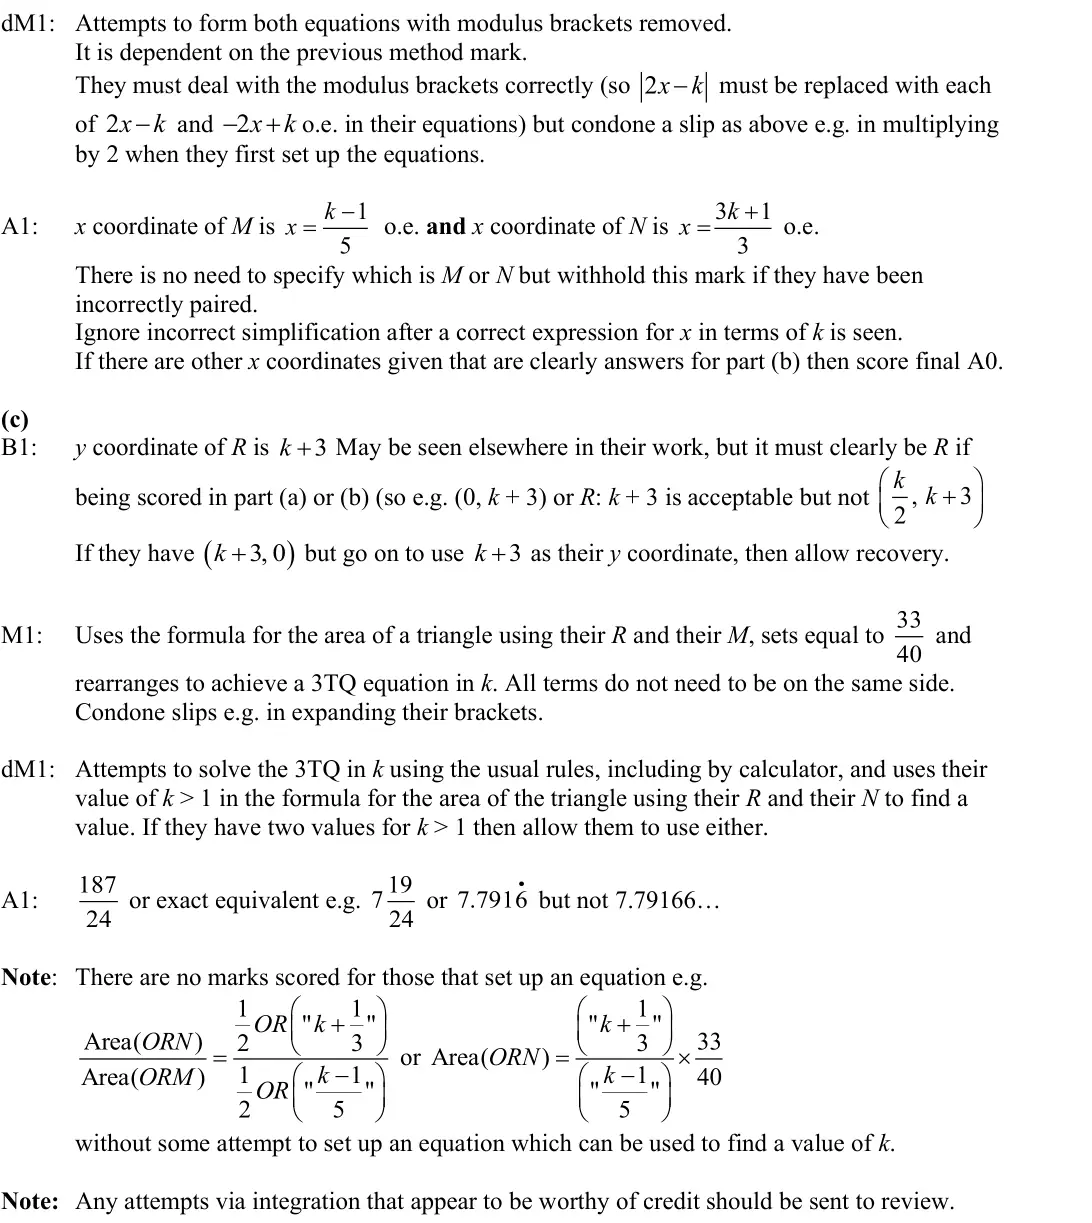 dM1: Attempts to form both equations with modulus brackets removed.
It is dependent on the previous method mark.
They must deal with the modulus brackets correctly (so |2x−k| must be replaced with each
of 2x−k and −2x+k o.e. in their equations) but condone a slip as above e.g. in multiplying
by 2 when they first set up the equations.
A1: x coordinate of M is x = (k−1)/5 o.e. and x coordinate of N is x = (3k+1)/3 o.e.
There is no need to specify which is M or N but withhold this mark if they have been
incorrectly paired.
Ignore incorrect simplification after a correct expression for x in terms of k is seen.
If there are other x coordinates given that are clearly answers for part (b) then score final A0.
(c)
B1: y coordinate of R is k+3 May be seen elsewhere in their work, but it must clearly be R if
being scored in part (a) or (b) (so e.g. (0, k + 3) or R: k + 3 is acceptable but not (k/2, k+3)
If they have (k+3, 0) but go on to use k+3 as their y coordinate, then allow recovery.
M1: Uses the formula for the area of a triangle using their R and their M, sets equal to 33/40 and
rearranges to achieve a 3TQ equation in k. All terms do not need to be on the same side.
Condone slips e.g. in expanding their brackets.
dM1: Attempts to solve the 3TQ in k using the usual rules, including by calculator, and uses their
value of k > 1 in the formula for the area of the triangle using their R and their N to find a
value. If they have two values for k > 1 then allow them to use either.
A1: 187/24 or exact equivalent e.g. 7 19/24 or 7.7916̇ but not 7.79166…
Note: There are no marks scored for those that set up an equation e.g.
Area(ORN)/Area(ORM) = (1/2 OR("k + 1/3"))/(1/2 OR("(k−1)/5")) or Area(ORN) = ("k + 1/3")/("(k−1)/5") × 33/40
without some attempt to set up an equation which can be used to find a value of k.
Note: Any attempts via integration that appear to be worthy of credit should be sent to review.